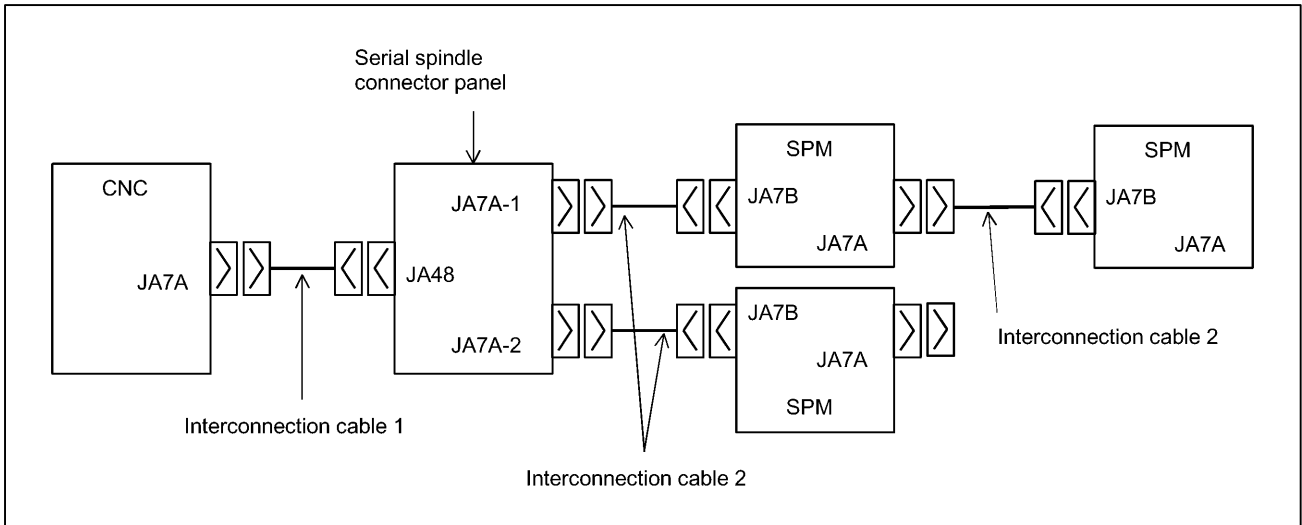 Serial spindle
connector panel
CNC
JA7A
Interconnection cable 1
JA7A-1
JA48
JA7A-2
Interconnection cable 2
SPM
JA7B
JA7A
JA7B
JA7A
SPM
SPM
JA7B
JA7A
Interconnection cable 2